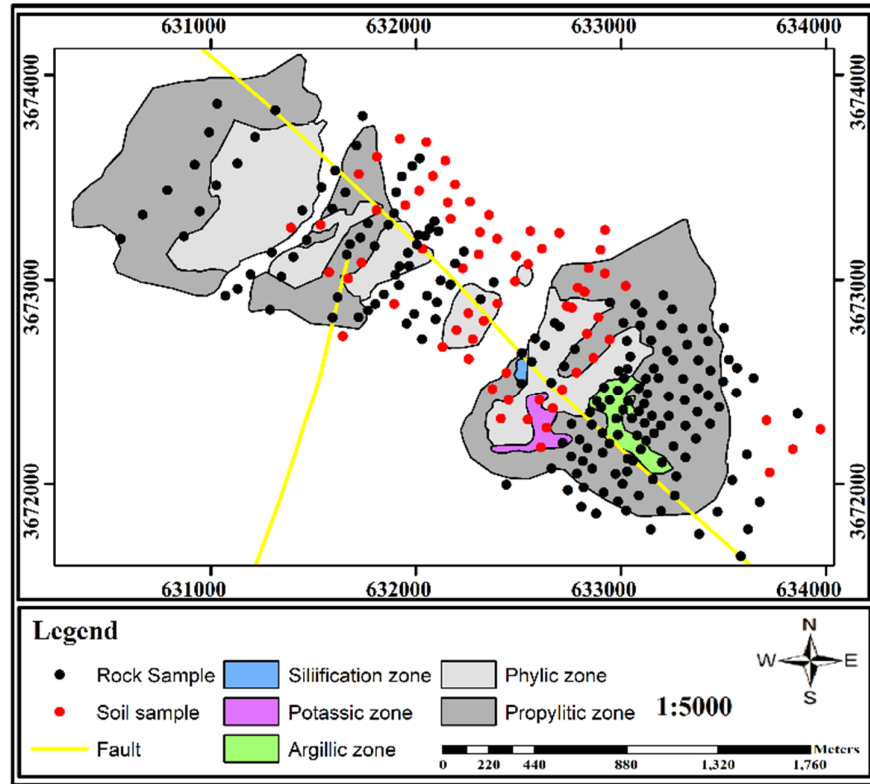 631000 632000 633000 634000
3674000 3674000
3673000 3673000
3672000 3672000
631000 632000 633000 634000
Legend
Rock Sample Siliification zone Phylic zone
Soil sample Potassic zone Propylitic zone 1:5000
Fault Argillic zone
N
W E
S
Meters
0 220 440 880 1,320 1,760